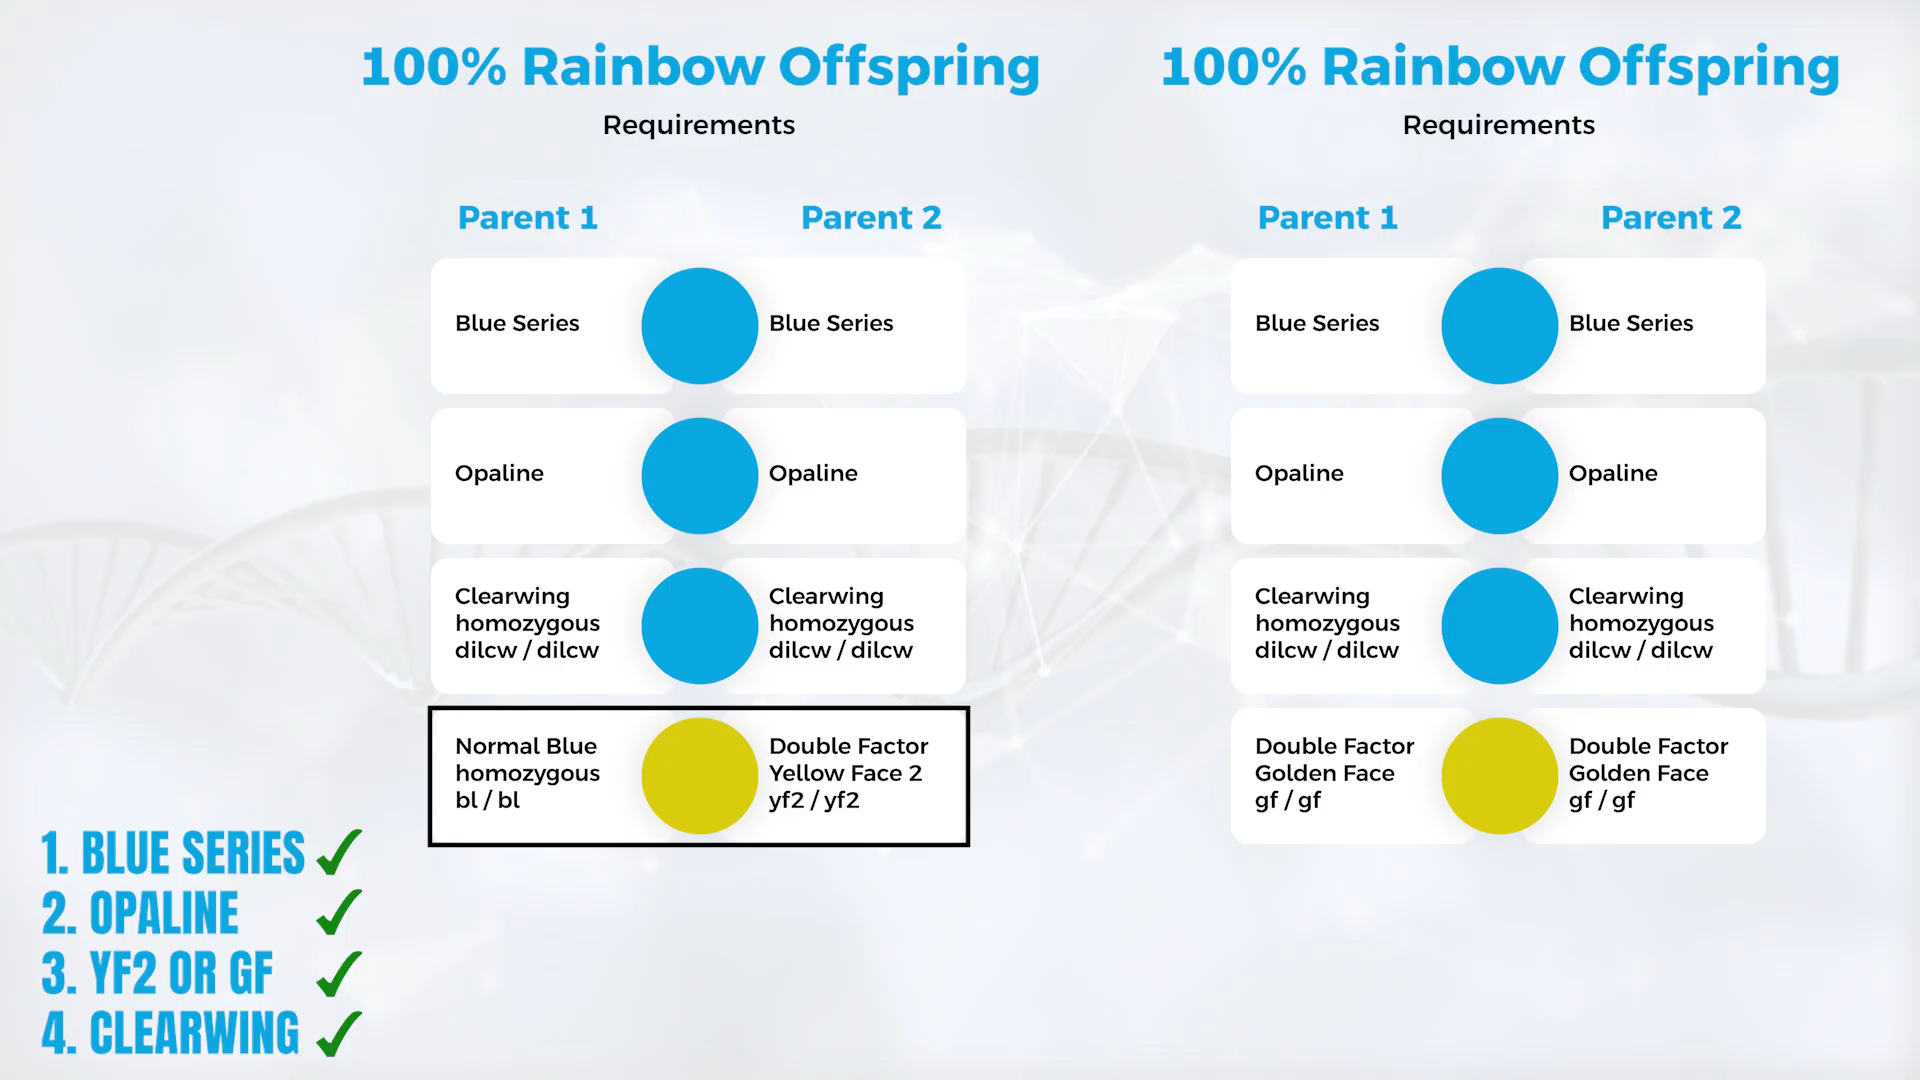 100% Rainbow Offspring
Requirements
Parent 1
Parent 2
Blue Series
Blue Series
Opaline
Opaline
Clearwing
homozygous
dilcw / dilcw
Clearwing
homozygous
dilcw / dilcw
Normal Blue
homozygous
bl / bl
Double Factor
Yellow Face 2
yf2 / yf2
100% Rainbow Offspring
Requirements
Parent 1
Parent 2
Blue Series
Blue Series
Opaline
Opaline
Clearwing
homozygous
dilcw / dilcw
Clearwing
homozygous
dilcw / dilcw
Double Factor
Golden Face
gf / gf
Double Factor
Golden Face
gf / gf
1. BLUE SERIES ✓
2. OPALINE ✓
3. YF2 OR GF ✓
4. CLEARWING ✓